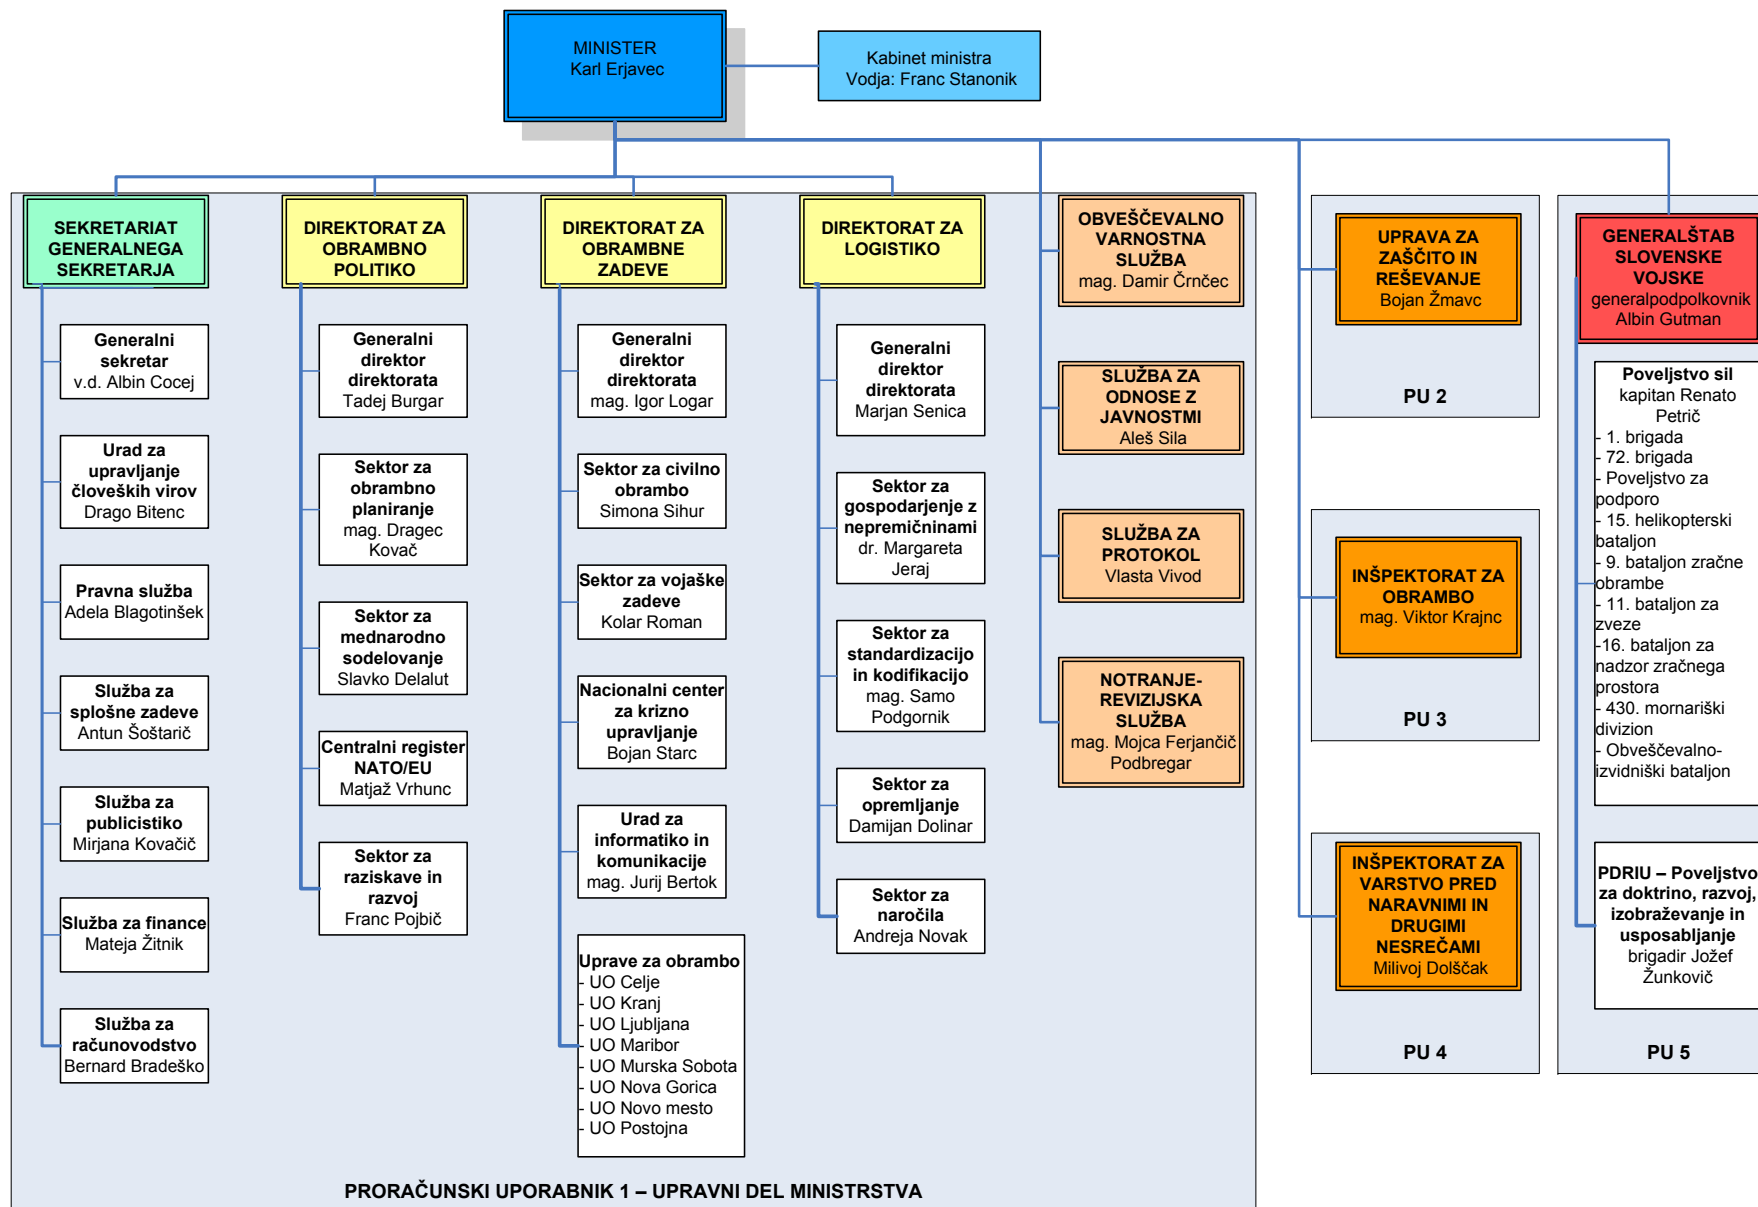 MINISTER
Karl Erjavec
Kabinet ministra
Vodja: Franc Stanonik
SEKRETARIAT
GENERALNEGA
SEKRETARJA
Generalni
sekretar
v.d. Albin Cocej
Urad za
upravljanje
človeških virov
Drago Bitenc
Pravna služba
Adela Blagotinšek
Služba za
splošne zadeve
Antun Šoštarič
Služba za
publicistiko
Mirjana Kovačič
Služba za finance
Mateja Žitnik
Služba za
računovodstvo
Bernard Bradeško
DIREKTORAT ZA
OBRAMBNO
POLITIKO
Generalni
direktor
direktorata
Tadej Burgar
Sektor za
obrambno
planiranje
mag. Dragec
Kovač
Sektor za
mednarodno
sodelovanje
Slavko Delalut
Centralni register
NATO/EU
Matjaž Vrhunc
Sektor za
raziskave in
razvoj
Franc Pojbič
DIREKTORAT ZA
OBRAMBNE
ZADEVE
Generalni
direktor
direktorata
mag. Igor Logar
Sektor za civilno
obrambo
Simona Sihur
Sektor za vojaške
zadeve
Kolar Roman
Nacionalni center
za krizno
upravljanje
Bojan Starc
Urad za
informatiko in
komunikacije
mag. Jurij Bertok
Uprave za obrambo
- UO Celje
- UO Kranj
- UO Ljubljana
- UO Maribor
- UO Murska Sobota
- UO Nova Gorica
- UO Novo mesto
- UO Postojna
DIREKTORAT ZA
LOGISTIKO
Generalni
direktor
direktorata
Marjan Senica
Sektor za
gospodarjenje z
nepremičninami
dr. Margareta
Jeraj
Sektor za
standardizacijo
in kodifikacijo
mag. Samo
Podgornik
Sektor za
opremljanje
Damijan Dolinar
Sektor za
naročila
Andreja Novak
OBVEŠČEVALNO
VARNOSTNA
SLUŽBA
mag. Damir Črnčec
SLUŽBA ZA
ODNOSE Z
JAVNOSTMI
Aleš Sila
SLUŽBA ZA
PROTOKOL
Vlasta Vivod
NOTRANJE-
REVIZIJSKA
SLUŽBA
mag. Mojca Ferjančič
Podbregar
PRORAČUNSKI UPORABNIK 1 – UPRAVNI DEL MINISTRSTVA
UPRAVA ZA
ZAŠČITO IN
REŠEVANJE
Bojan Žmavc
PU 2
INŠPEKTORAT ZA
OBRAMBO
mag. Viktor Krajnc
PU 3
INŠPEKTORAT ZA
VARSTVO PRED
NARAVNIMI IN
DRUGIMI
NESREČAMI
Milivoj Dolščak
PU 4
GENERALŠTAB
SLOVENSKE
VOJSKE
generalpodpolkovnik
Albin Gutman
Poveljstvo sil
kapitan Renato
Petrič
- 1. brigada
- 72. brigada
- Poveljstvo za
podporo
- 15. helikopterski
bataljon
- 9. bataljon zračne
obrambe
- 11. bataljon za
zveze
-16. bataljon za
nadzor zračnega
prostora
- 430. mornariški
divizion
- Obveščevalno-
izvidniški bataljon
PDRIU – Poveljstvo
za doktrino, razvoj,
izobraževanje in
usposabljanje
brigadir Jožef
Žunkovič
PU 5